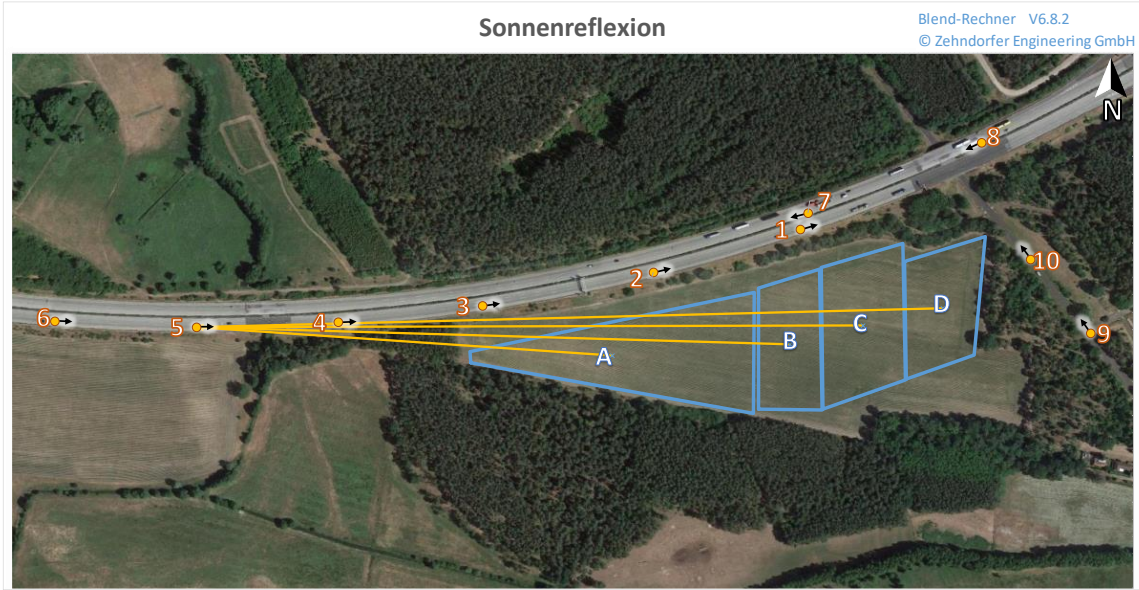 Sonnenreflexion
Blend-Rechner V6.8.2
© Zehndorfer Engineering GmbH
N
8
7
1
10
2
D
3
6
5
4
C
9
B
A